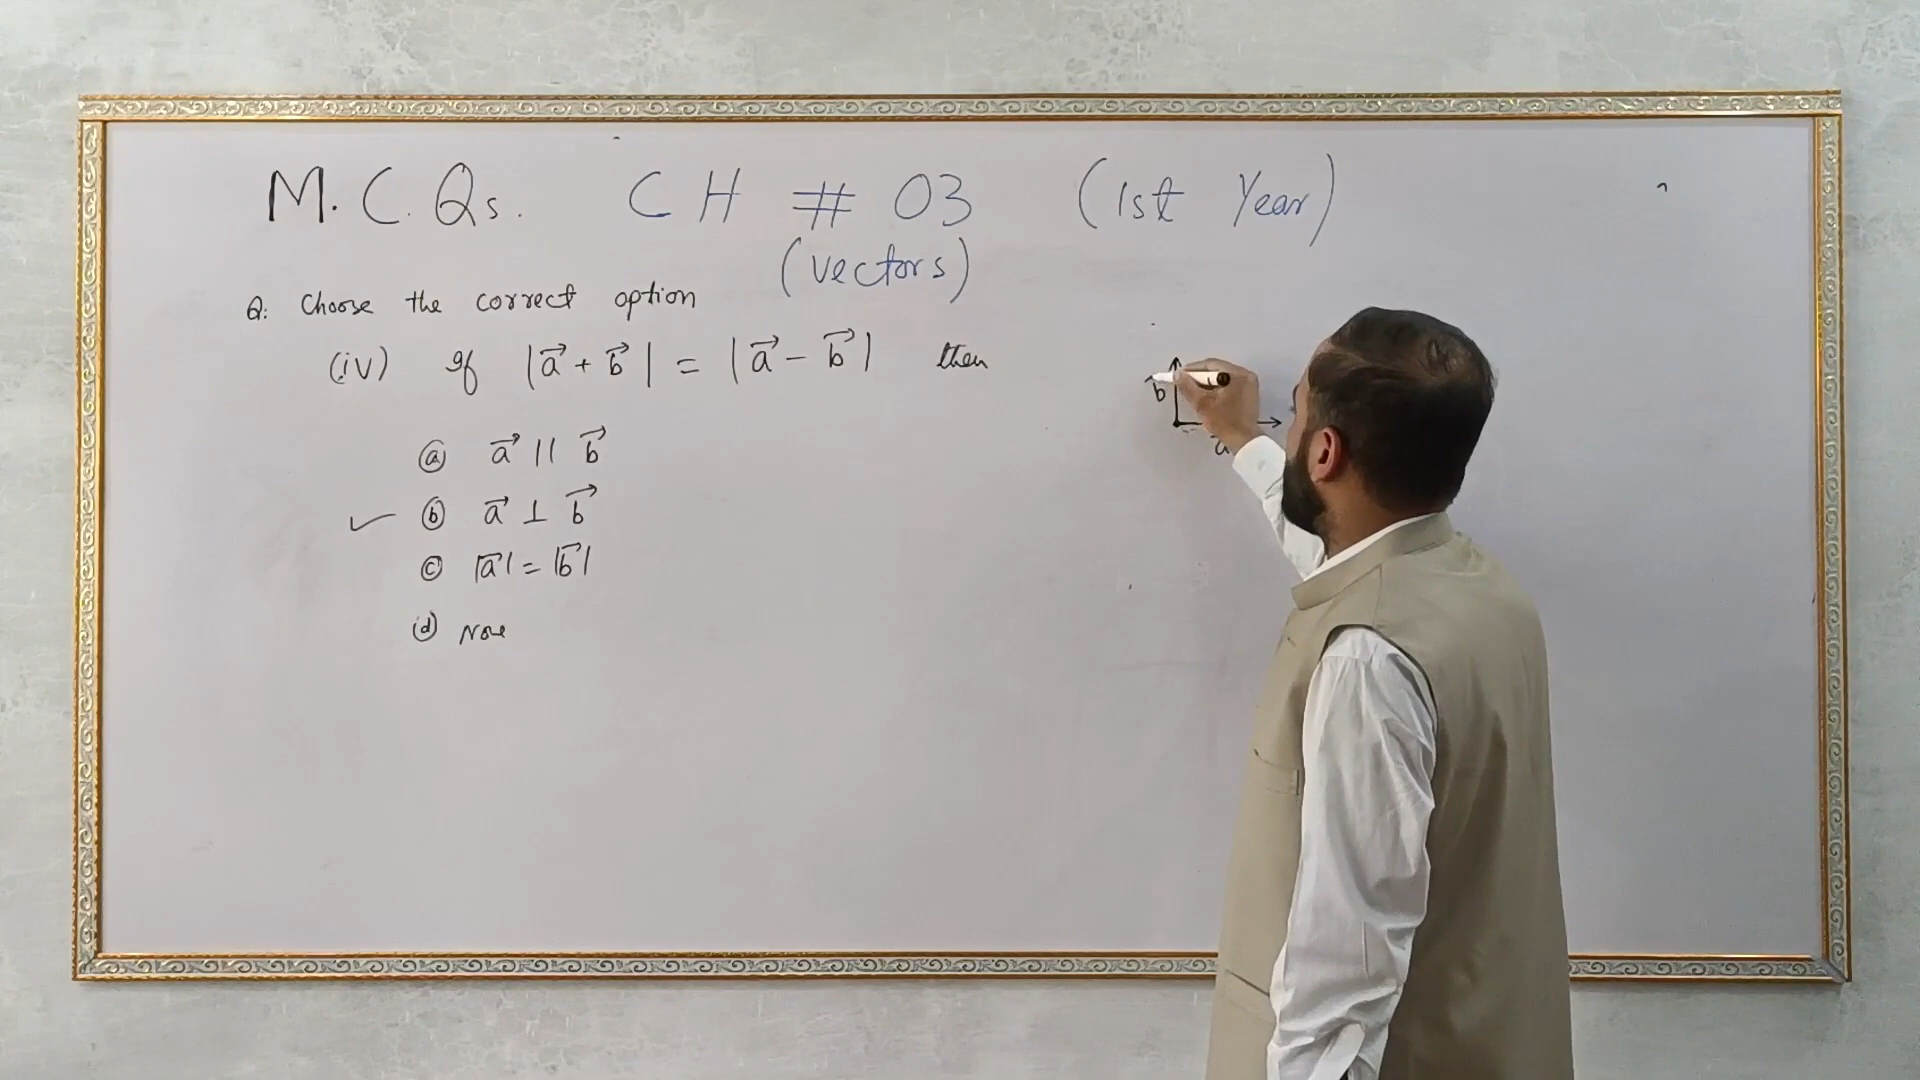 M.C.Qs. CH # 03 (1st Year)
(vectors)
Q: Choose the correct option
(iv) If |a⃗ + b⃗| = |a⃗ − b⃗| then
ⓐ a⃗ || b⃗
✓ ⓑ a⃗ ⊥ b⃗
ⓒ |a⃗| = |b⃗|
ⓓ None
b
a